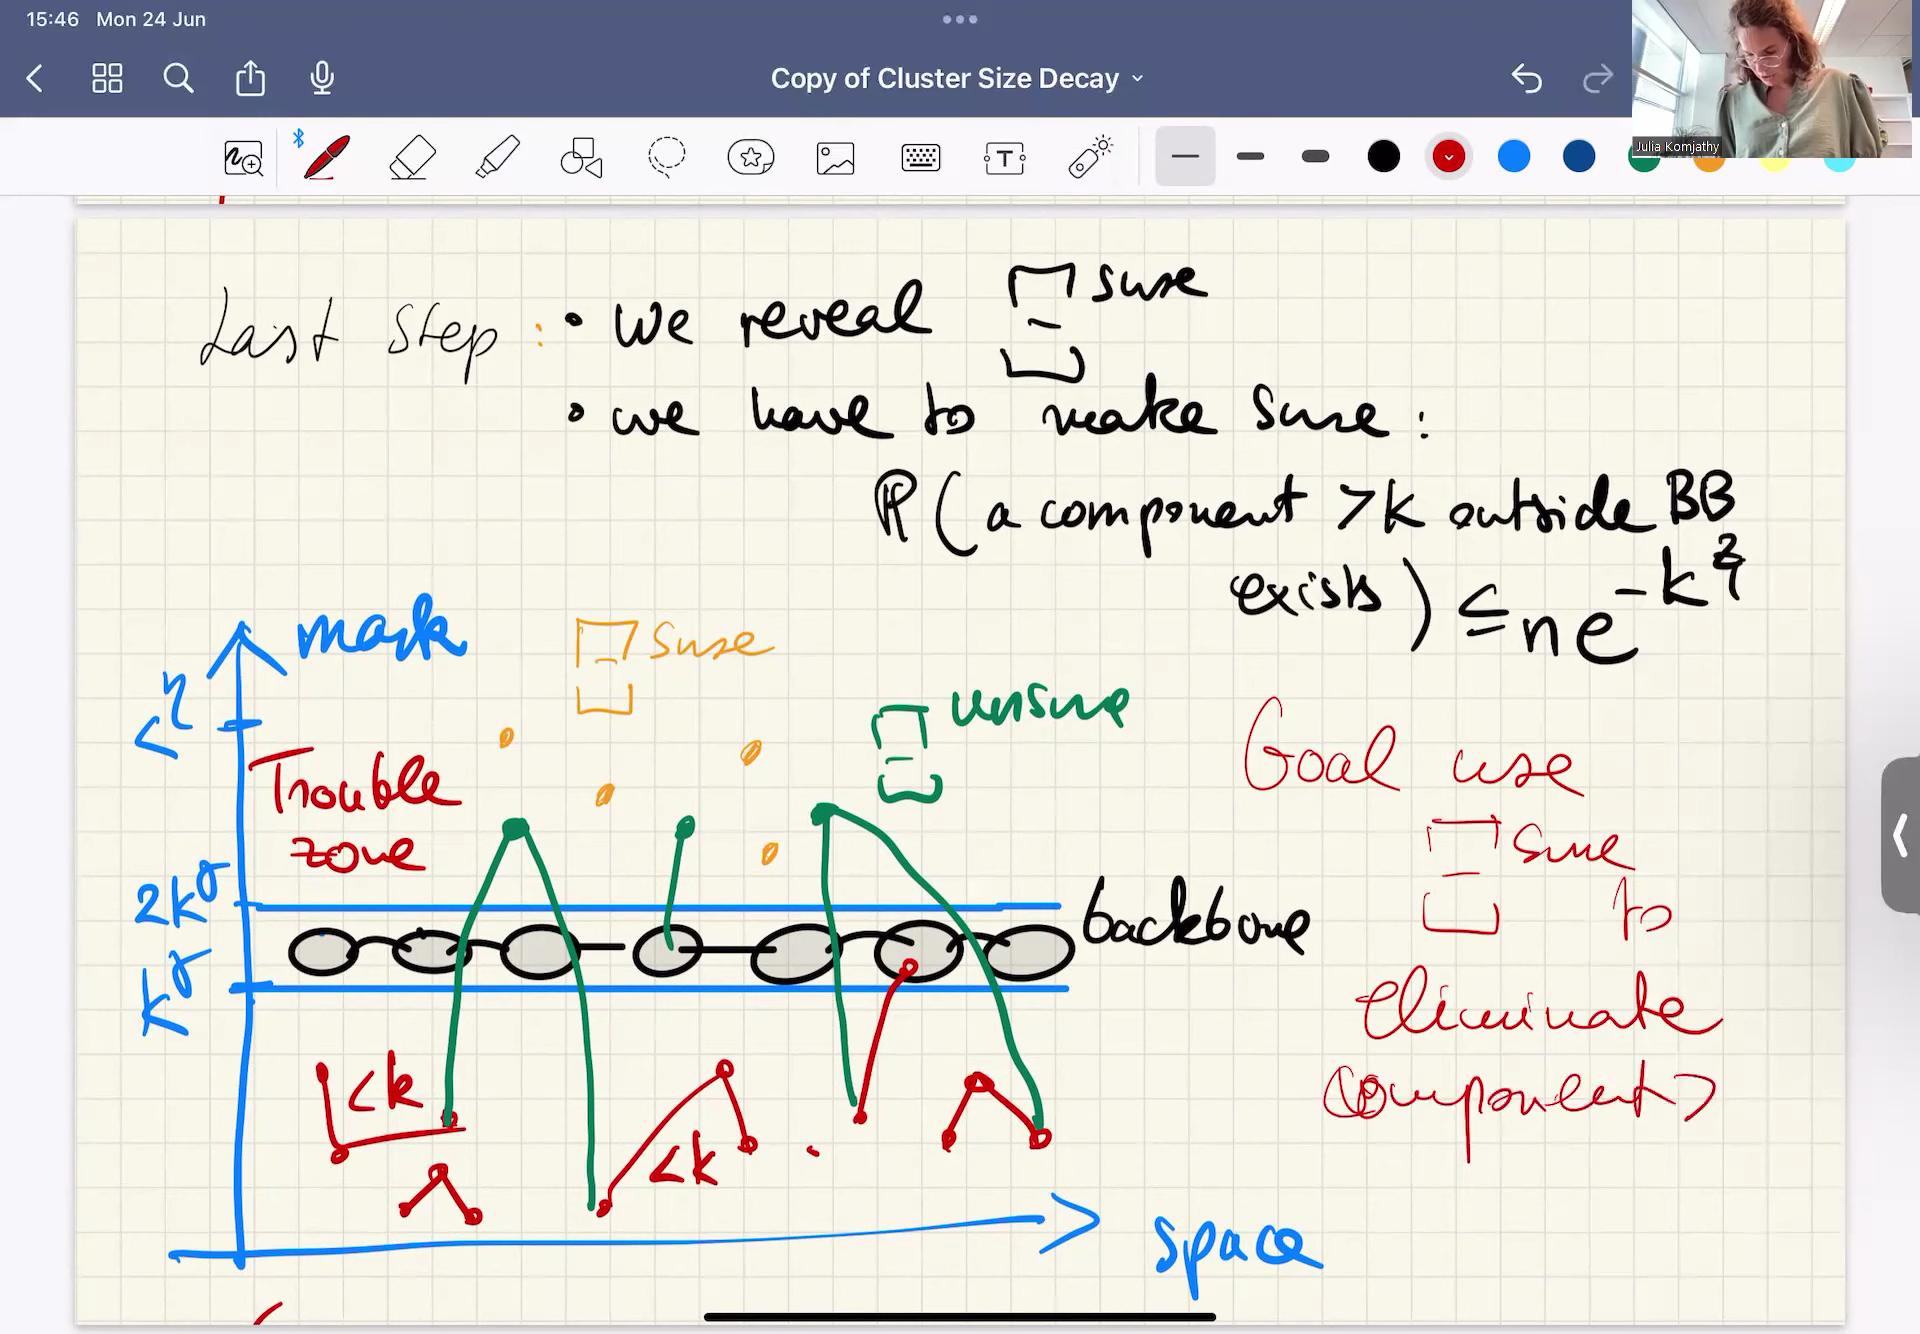 15:46 Mon 24 Jun
Copy of Cluster Size Decay
Julia Komjathy
Last Step : • We reveal Sure
• we have to make sure :
ℙ ( a component >k outside BB
exists ) ≤ n e^{-k^ζ}
mark
Sure
unsure
Trouble
zone
2k^γ
k^γ
backbone
<k
<k
space
Goal use
Sure to
eliminate
component >